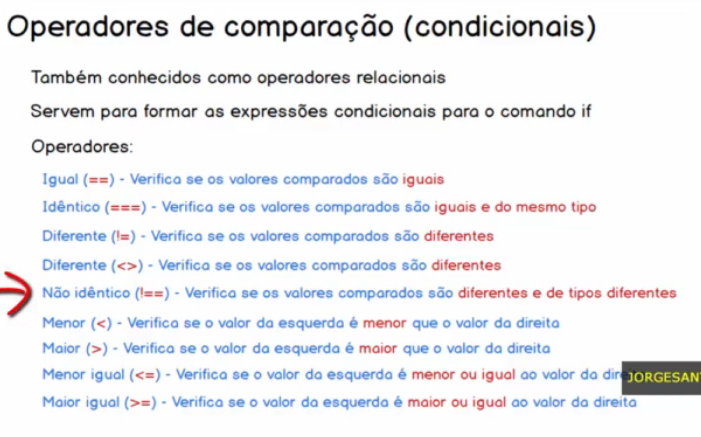 Operadores de comparação (condicionais)
Também conhecidos como operadores relacionais
Servem para formar as expressões condicionais para o comando if
Operadores:
Igual (==) - Verifica se os valores comparados são iguais
Idêntico (===) - Verifica se os valores comparados são iguais e do mesmo tipo
Diferente (!=) - Verifica se os valores comparados são diferentes
Diferente (<>) - Verifica se os valores comparados são diferentes
Não idêntico (!==) - Verifica se os valores comparados são diferentes e de tipos diferentes
Menor (<) - Verifica se o valor da esquerda é menor que o valor da direita
Maior (>) - Verifica se o valor da esquerda é maior que o valor da direita
Menor igual (<=) - Verifica se o valor da esquerda é menor ou igual ao valor da
JORGESAN
Maior igual (>=) - Verifica se o valor da esquerda é maior ou igual ao valor da direita